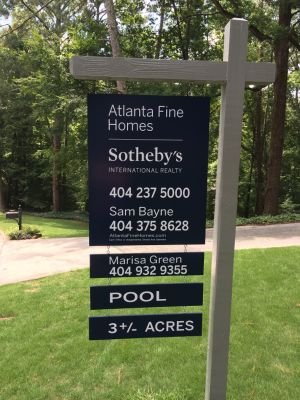 Atlanta Fine
Homes
Sotheby's
INTERNATIONAL REALTY
404 237 5000
Sam Bayne
404 375 8628
AtlantaFineHomes.com
Marisa Green
404 932 9355
POOL
3+/- ACRES